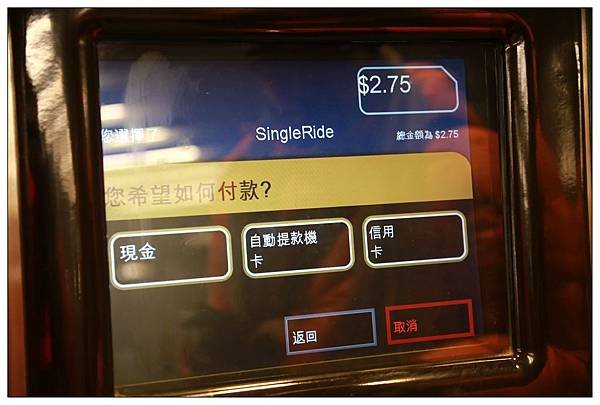 $2.75
您選擇了 SingleRide 總金額為 $2.75
您希望如何付款?
現金
自動提款機
卡
信用
卡
返回
取消